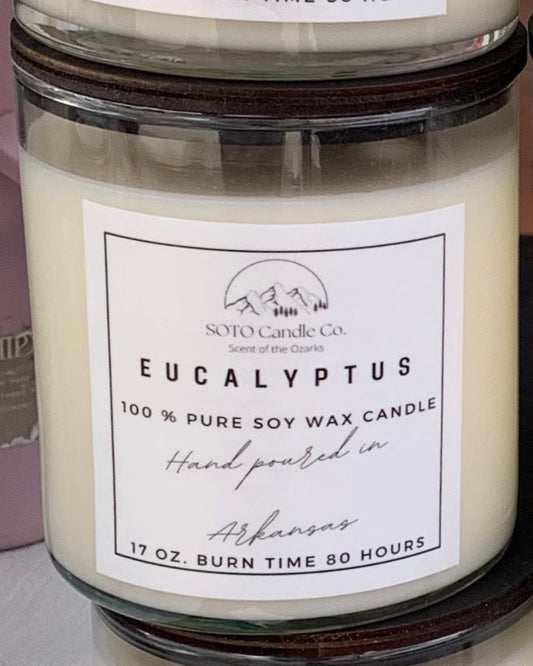 SOTO Candle Co.
Scent of the Ozarks
EUCALYPTUS
100 % PURE SOY WAX CANDLE
Hand poured in
Arkansas
17 OZ. BURN TIME 80 HOURS